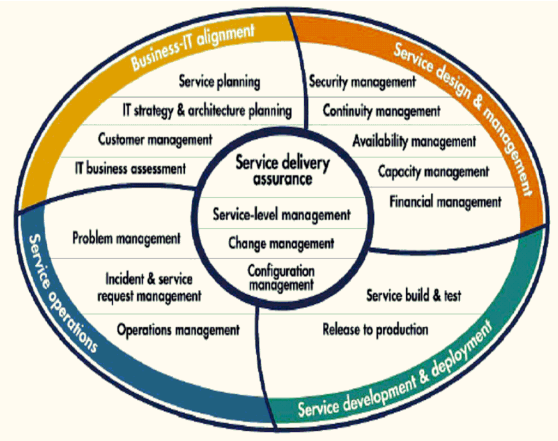 Business-IT alignment
Service planning
IT strategy & architecture planning
Customer management
IT business assessment
Service design & management
Security management
Continuity management
Availability management
Capacity management
Financial management
Service delivery
assurance
Service-level management
Change management
Configuration
management
Service operations
Problem management
Incident & service
request management
Operations management
Service build & test
Release to production
Service development & deployment